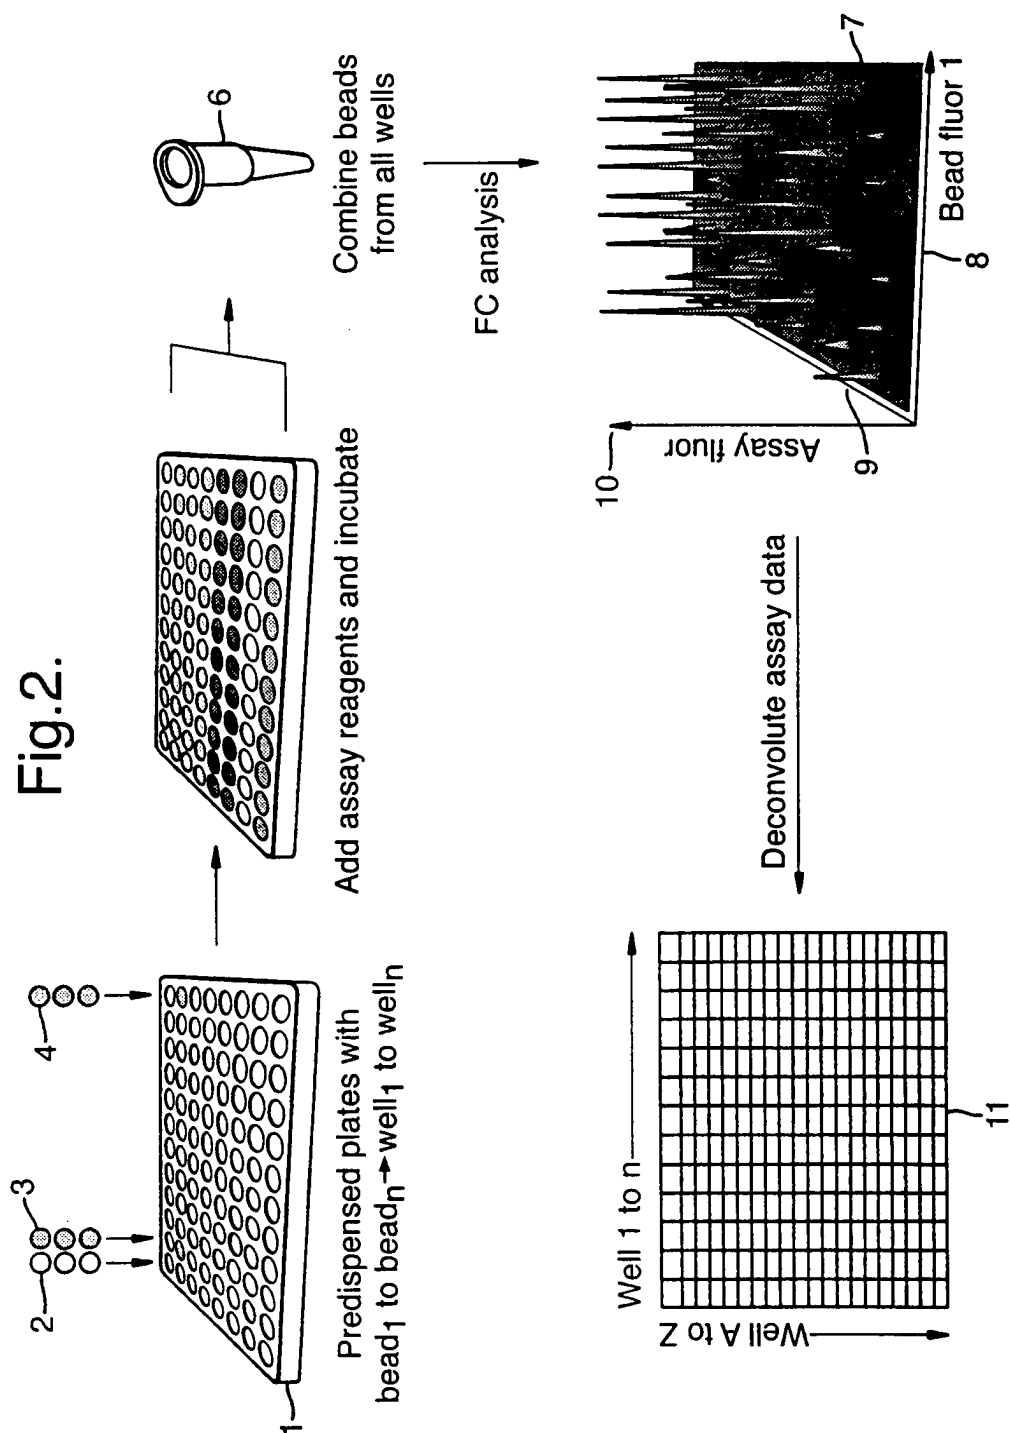 Fig.2.
2
3
4
1
Predispensed plates with
bead1 to beadn→well1 to welln
Add assay reagents and incubate
6
Combine beads
from all wells
FC analysis
10
Assay fluor
9
8
Bead fluor 1
7
Deconvolute assay data
Well 1 to n
Well A to Z
11